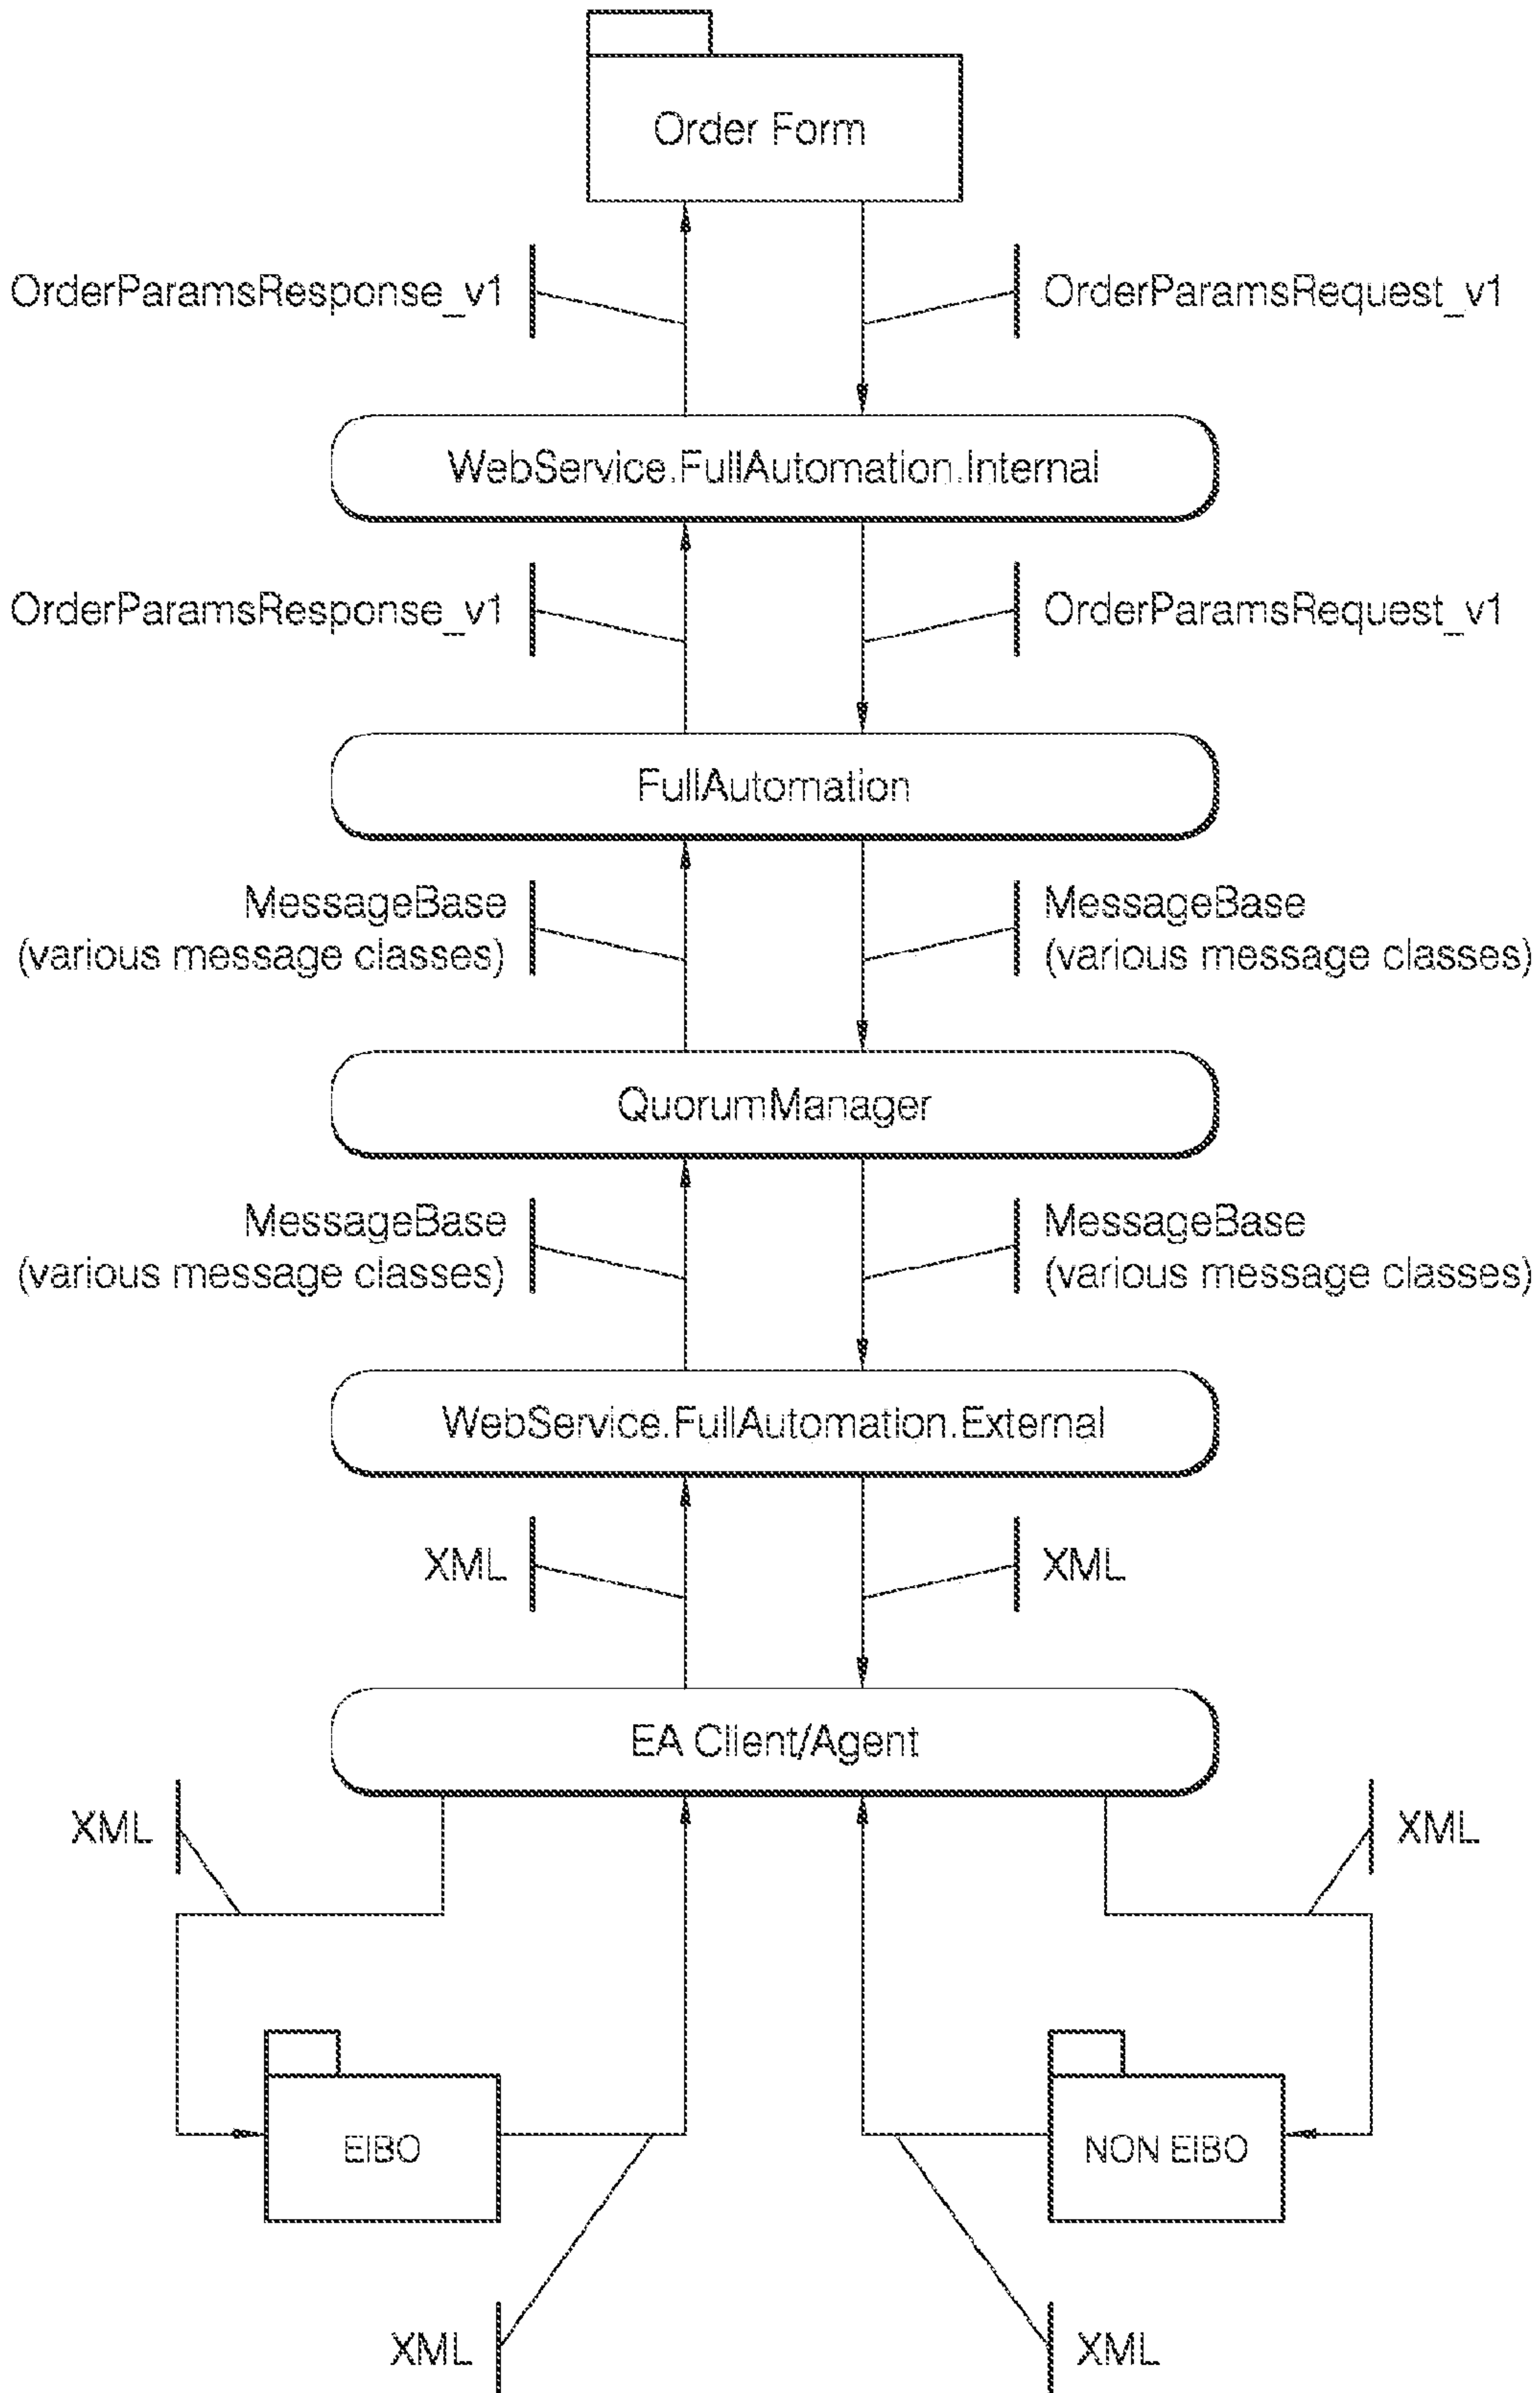 Order Form
OrderParamsResponse_v1
OrderParamsRequest_v1
WebService.FullAutomation.Internal
OrderParamsResponse_v1
OrderParamsRequest_v1
FullAutomation
MessageBase
(various message classes)
MessageBase
(various message classes)
QuorumManager
MessageBase
(various message classes)
MessageBase
(various message classes)
WebService.FullAutomation.External
XML
XML
EA Client/Agent
XML
XML
EIBO
NON EIBO
XML
XML